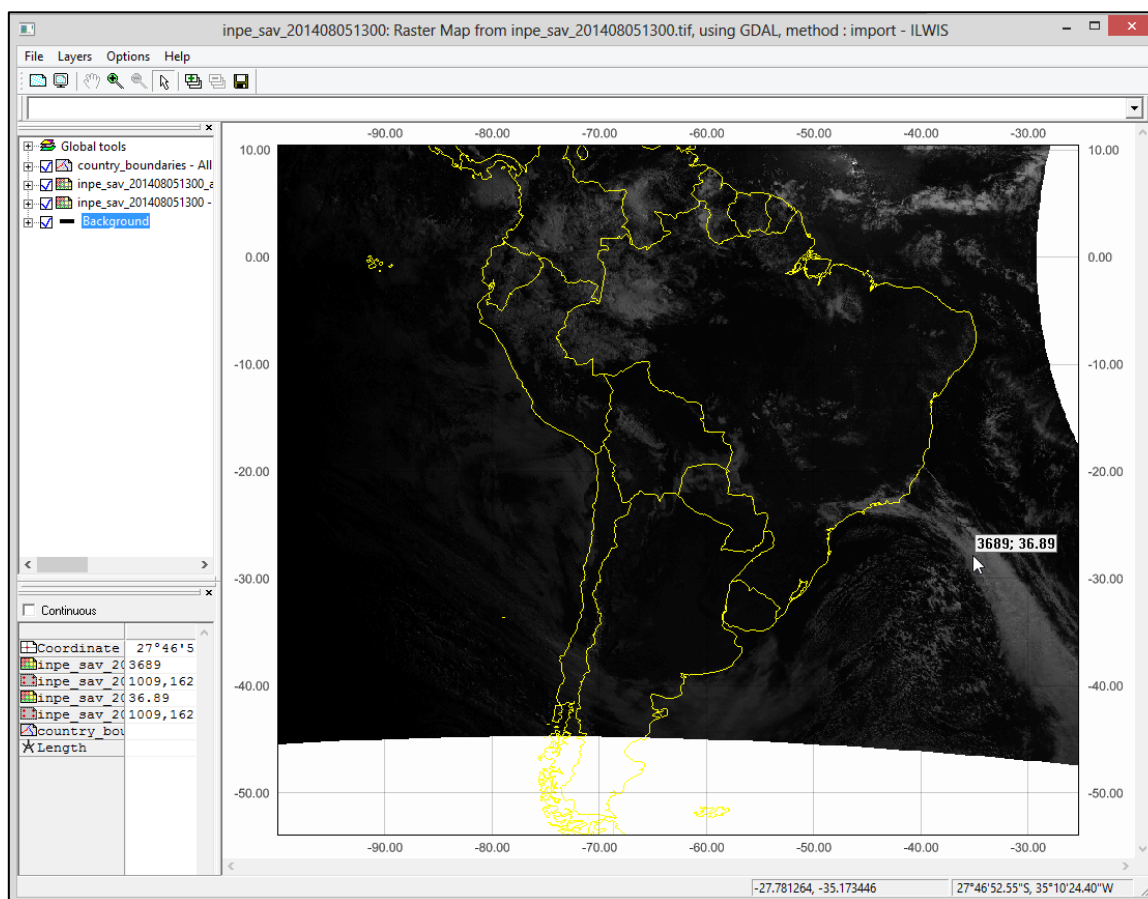 inpe_sav_201408051300: Raster Map from inpe_sav_201408051300.tif, using GDAL, method : import - ILWIS
File Layers Options Help
Global tools
country_boundaries - All
inpe_sav_201408051300_a
inpe_sav_201408051300 -
Background
-90.00 -80.00 -70.00 -60.00 -50.00 -40.00 -30.00
10.00 10.00
0.00 0.00
-10.00 -10.00
-20.00 -20.00
3689; 36.89
-30.00 -30.00
-40.00 -40.00
-50.00 -50.00
-90.00 -80.00 -70.00 -60.00 -50.00 -40.00 -30.00
Continuous
Coordinate 27°46'5
inpe_sav_20 3689
inpe_sav_20 1009,162
inpe_sav_20 36.89
inpe_sav_20 1009,162
country_bou
Length
-27.781264, -35.173446 27°46'52.55"S, 35°10'24.40"W